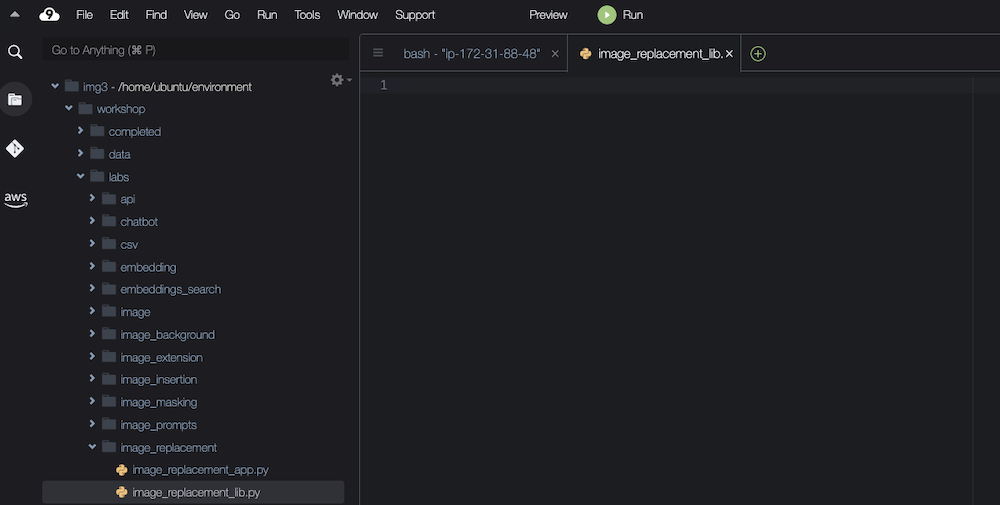 9 File Edit Find View Go Run Tools Window Support Preview Run
Go to Anything (⌘ P)
bash - "ip-172-31-88-48" × image_replacement_lib. ×
1
img3 - /home/ubuntu/environment
workshop
completed
data
labs
api
chatbot
csv
embedding
embeddings_search
image
image_background
image_extension
image_insertion
image_masking
image_prompts
image_replacement
image_replacement_app.py
image_replacement_lib.py
aws